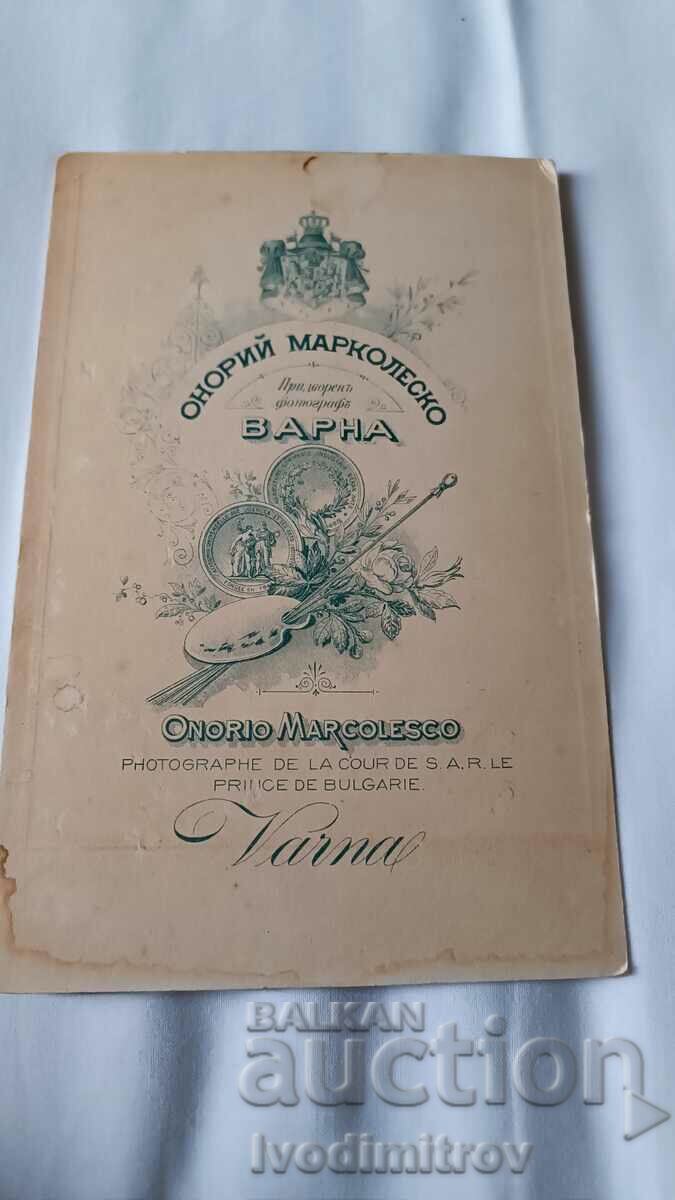 ОНОРИЙ МАРКОЛЕСКО
Придворенъ
фотографъ
ВАРНА
ONORIO MARCOLESCO
PHOTOGRAPHE DE LA COUR DE S.A.R. LE
PRINCE DE BULGARIE.
Varna
BALKAN
auction
Ivodimitrov